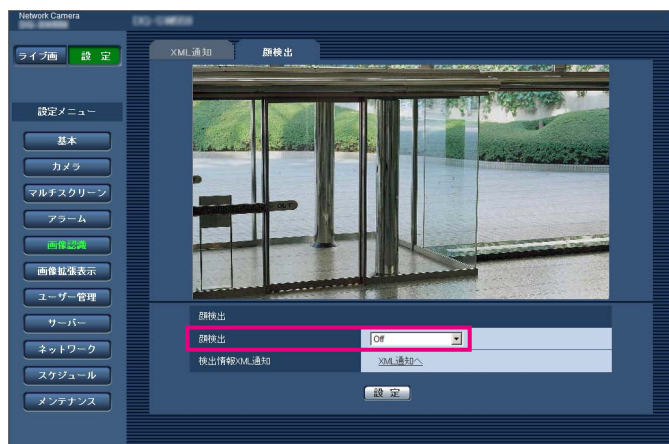 Network Camera
ライブ画 設 定
XML通知 顔検出
設定メニュー
基本
カメラ
マルチスクリーン
アラーム
画像認識
画像拡張表示
ユーザー管理
サーバー
ネットワーク
スケジュール
メンテナンス
OUT
顔検出
顔検出 Off
検出情報XML通知 XML通知へ
設 定